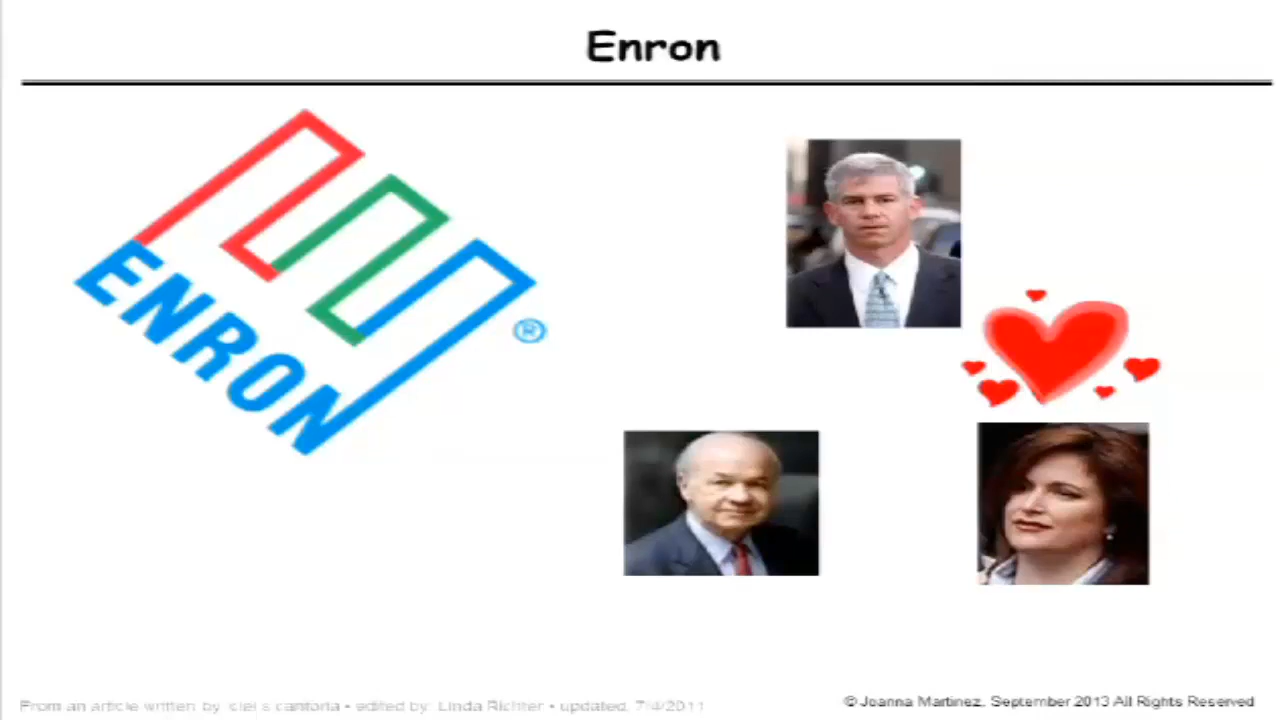 Enron
ENRON
®
From an article written by: cantoria • edited by: Linda Richter • updated: 7/4/2011
© Joanna Martinez, September 2013 All Rights Reserved